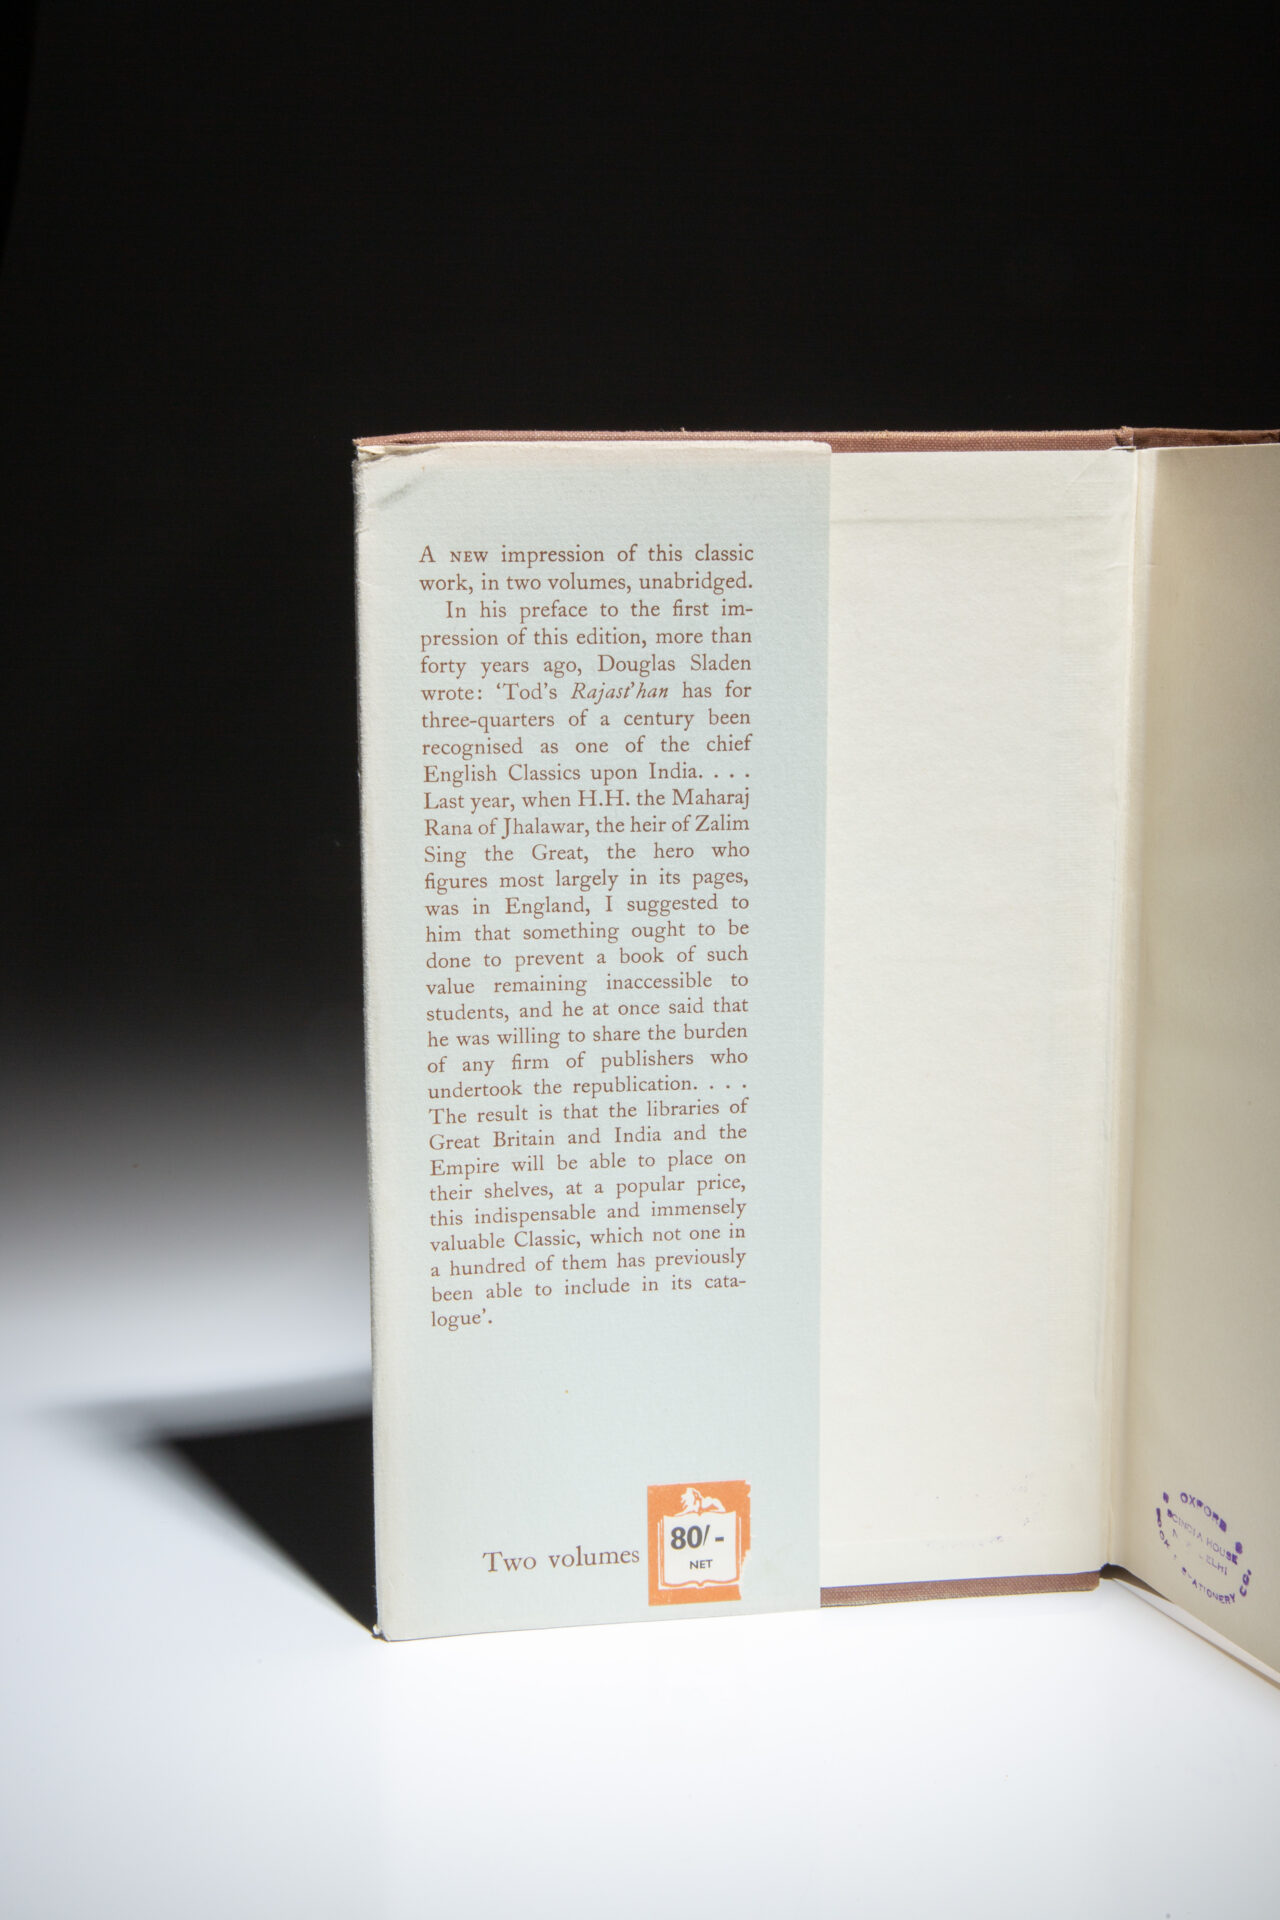 A NEW impression of this classic
work, in two volumes, unabridged.
In his preface to the first im-
pression of this edition, more than
forty years ago, Douglas Sladen
wrote: ‘Tod’s Rajast’han has for
three-quarters of a century been
recognised as one of the chief
English Classics upon India. . . .
Last year, when H.H. the Maharaj
Rana of Jhalawar, the heir of Zalim
Sing the Great, the hero who
figures most largely in its pages,
was in England, I suggested to
him that something ought to be
done to prevent a book of such
value remaining inaccessible to
students, and he at once said that
he was willing to share the burden
of any firm of publishers who
undertook the republication. . . .
The result is that the libraries of
Great Britain and India and the
Empire will be able to place on
their shelves, at a popular price,
this indispensable and immensely
valuable Classic, which not one in
a hundred of them has previously
been able to include in its cata-
logue’.
Two volumes
80/-
NET
OXFORD
HOUSE
STATIONERY CO.